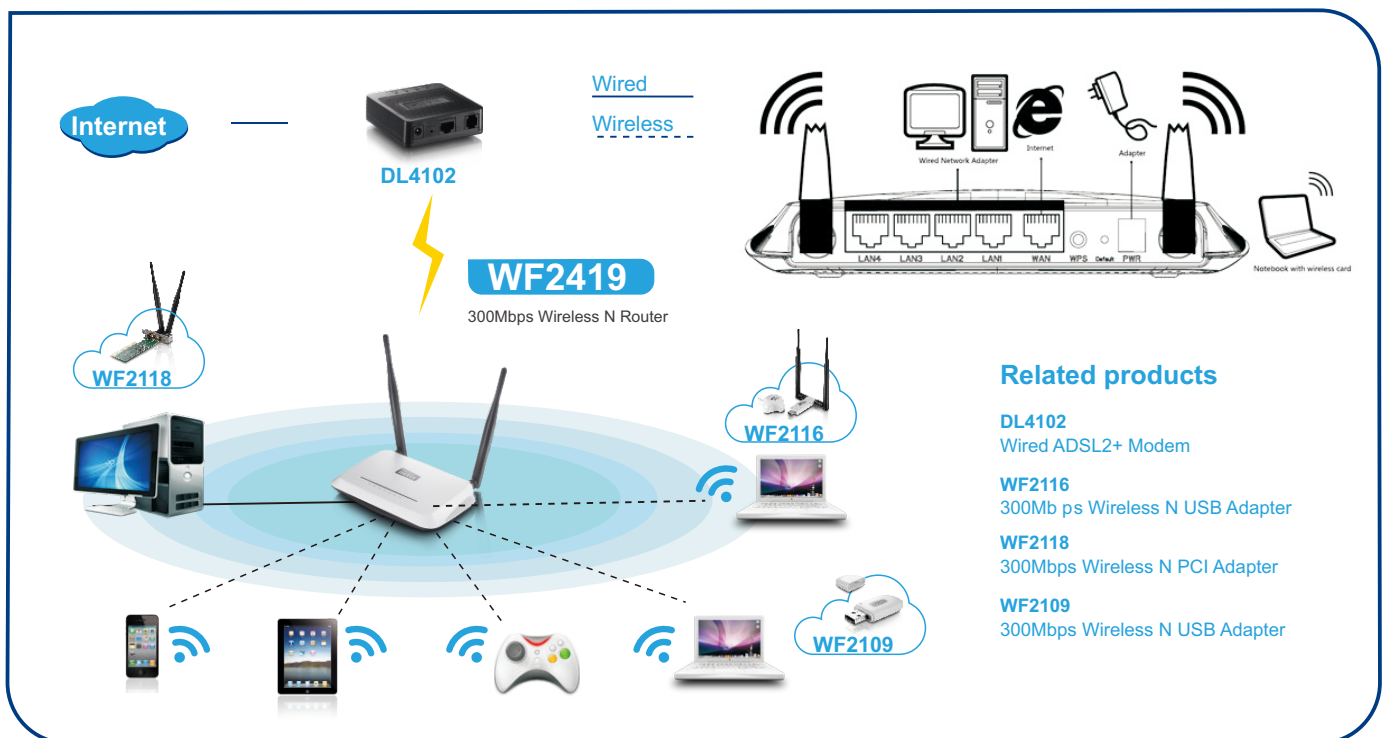 Internet
DL4102
Wired
Wireless
Wired Network Adapter
Internet
Adapter
LAN4 LAN3 LAN2 LAN1 WAN WPS Default PWR
Notebook with wireless card
WF2419
300Mbps Wireless N Router
WF2118
WF2116
WF2109
Related products
DL4102
Wired ADSL2+ Modem
WF2116
300Mb ps Wireless N USB Adapter
WF2118
300Mbps Wireless N PCI Adapter
WF2109
300Mbps Wireless N USB Adapter